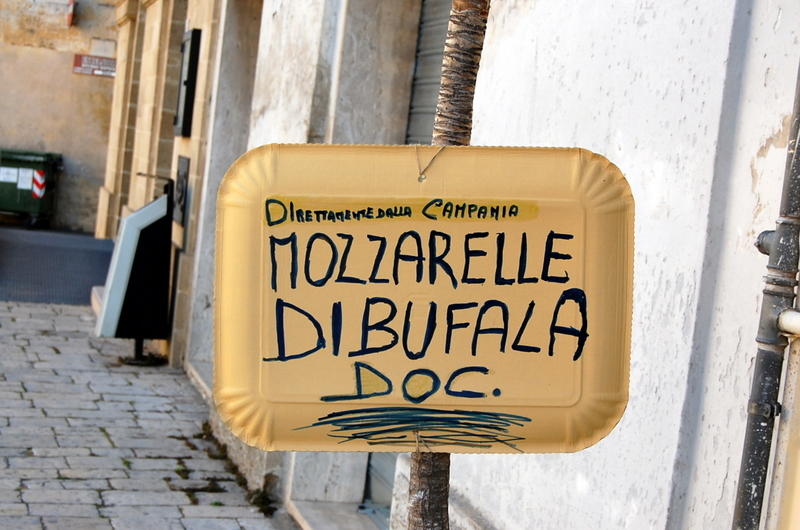 DIRETTAMENTE DALLA CAMPANIA
MOZZARELLE
DI BUFALA
DOC.